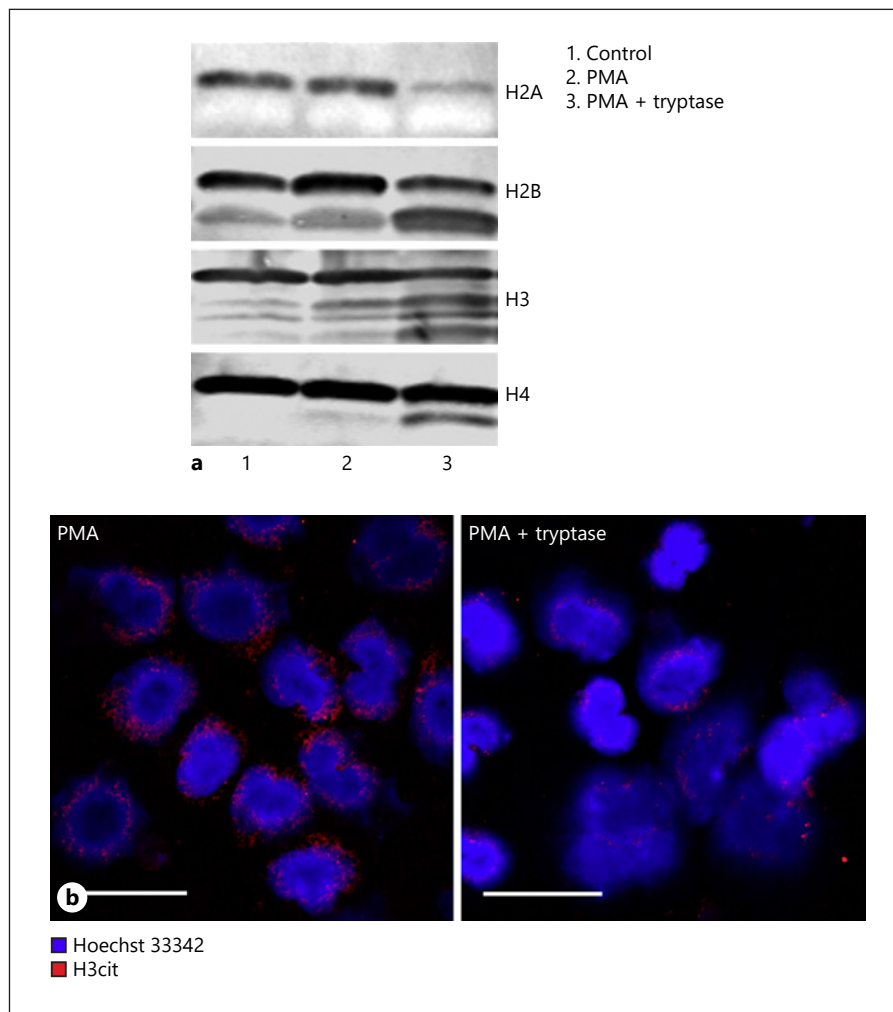 1. Control
2. PMA
3. PMA + tryptase
H2A
H2B
H3
H4
a 1 2 3
PMA
PMA + tryptase
b
Hoechst 33342
H3cit